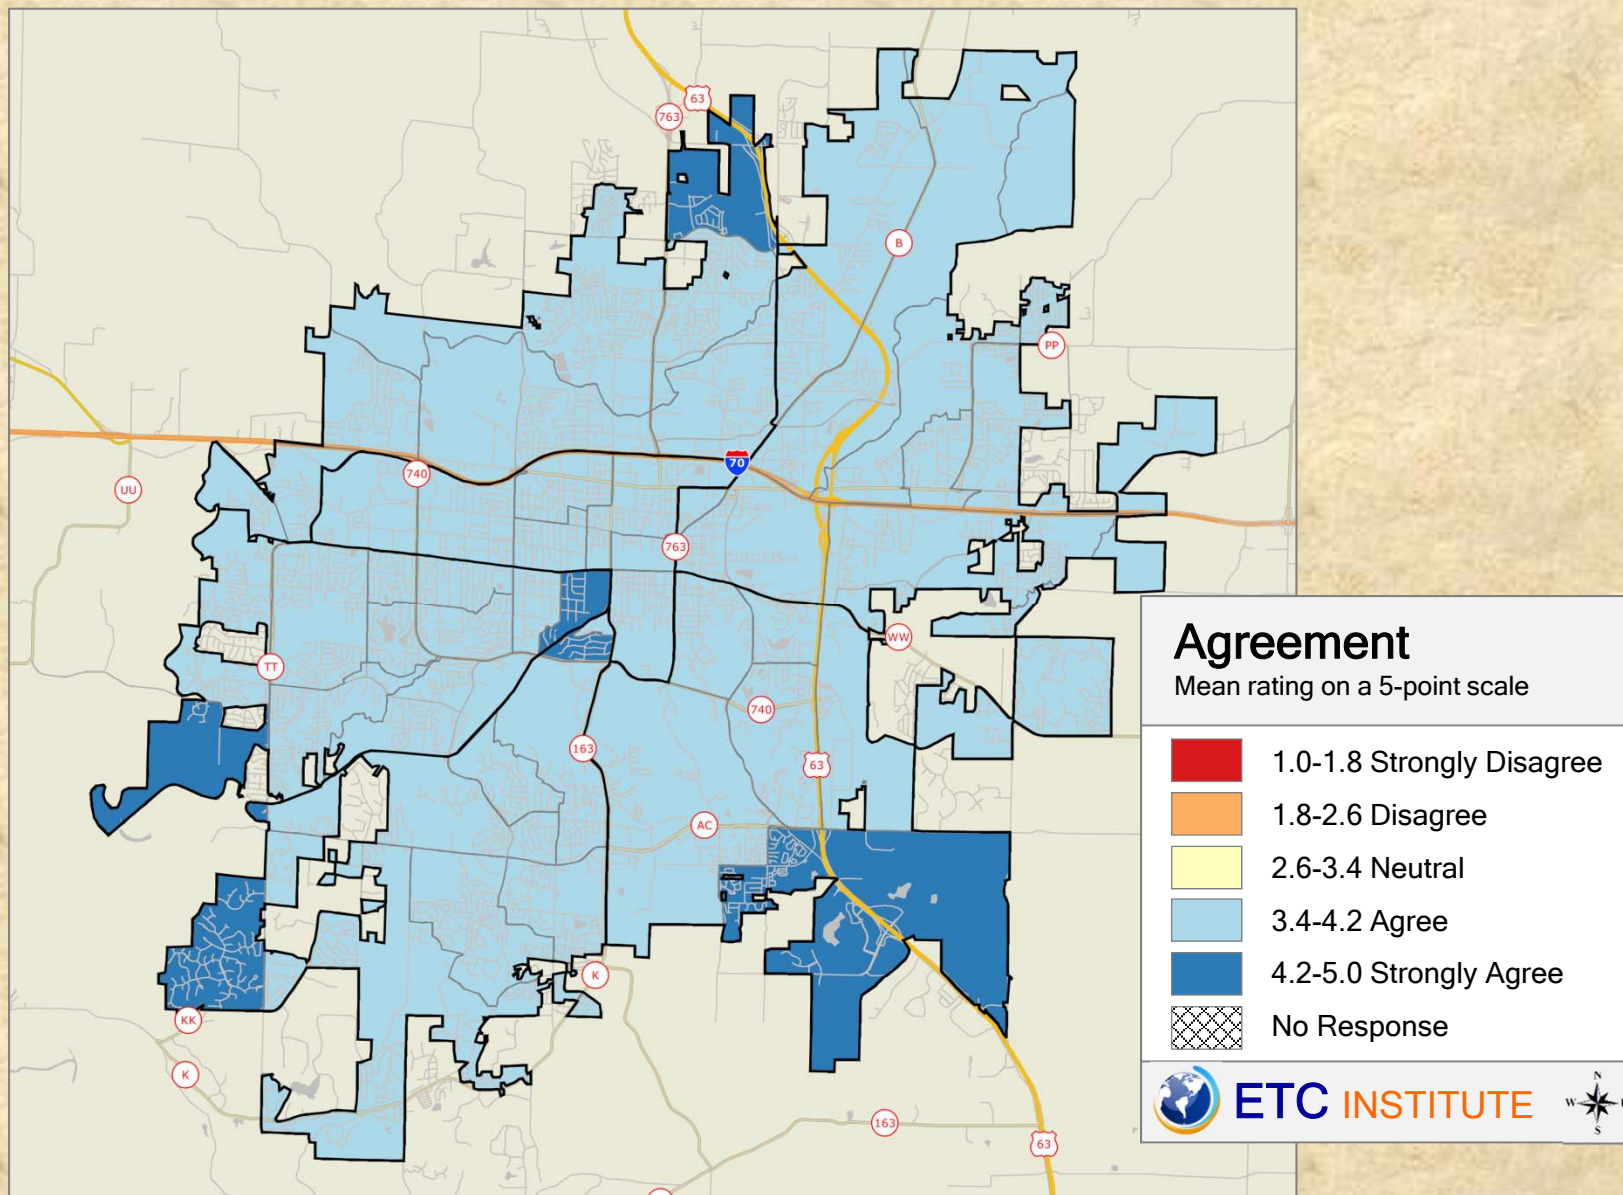 63
763
B
PP
70
740
UU
763
WW
TT
740
163
63
AC
K
KK
K
163
63
Agreement
Mean rating on a 5-point scale
1.0-1.8 Strongly Disagree
1.8-2.6 Disagree
2.6-3.4 Neutral
3.4-4.2 Agree
4.2-5.0 Strongly Agree
No Response
ETC INSTITUTE
N
W
S